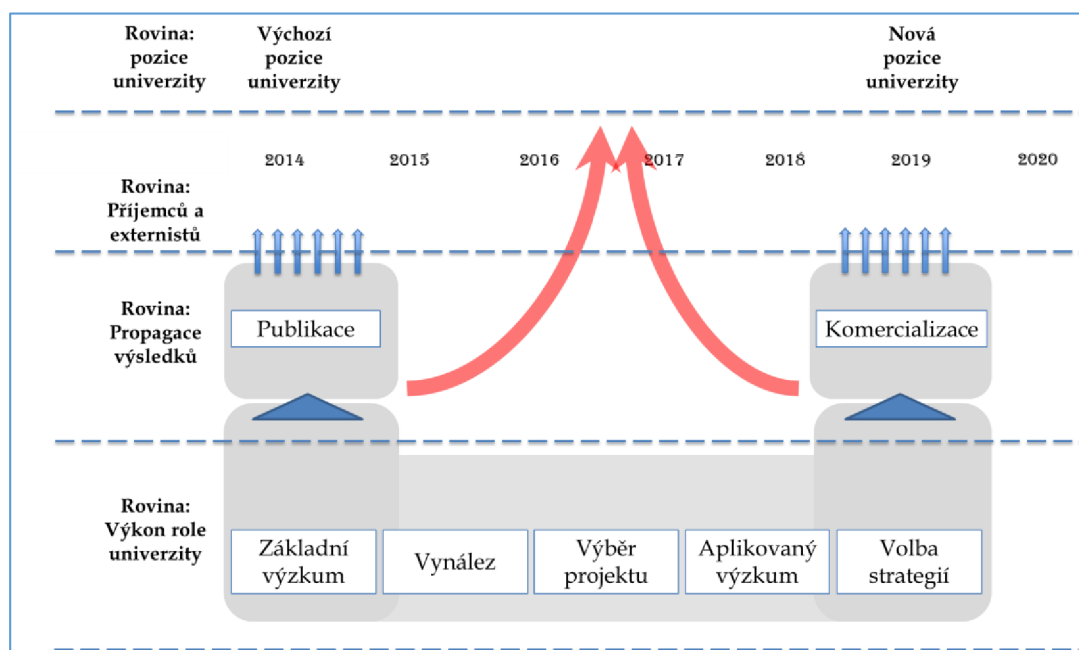 Rovina:
pozice
univerzity
Výchozí
pozice
univerzity
Nová
pozice
univerzity
2014
2015
2016
2017
2018
2019
2020
Rovina:
Příjemců a
externistů
Rovina:
Propagace
výsledků
Publikace
Komercializace
Rovina:
Výkon role
univerzity
Základní
výzkum
Vynález
Výběr
projektu
Aplikovaný
výzkum
Volba
strategií